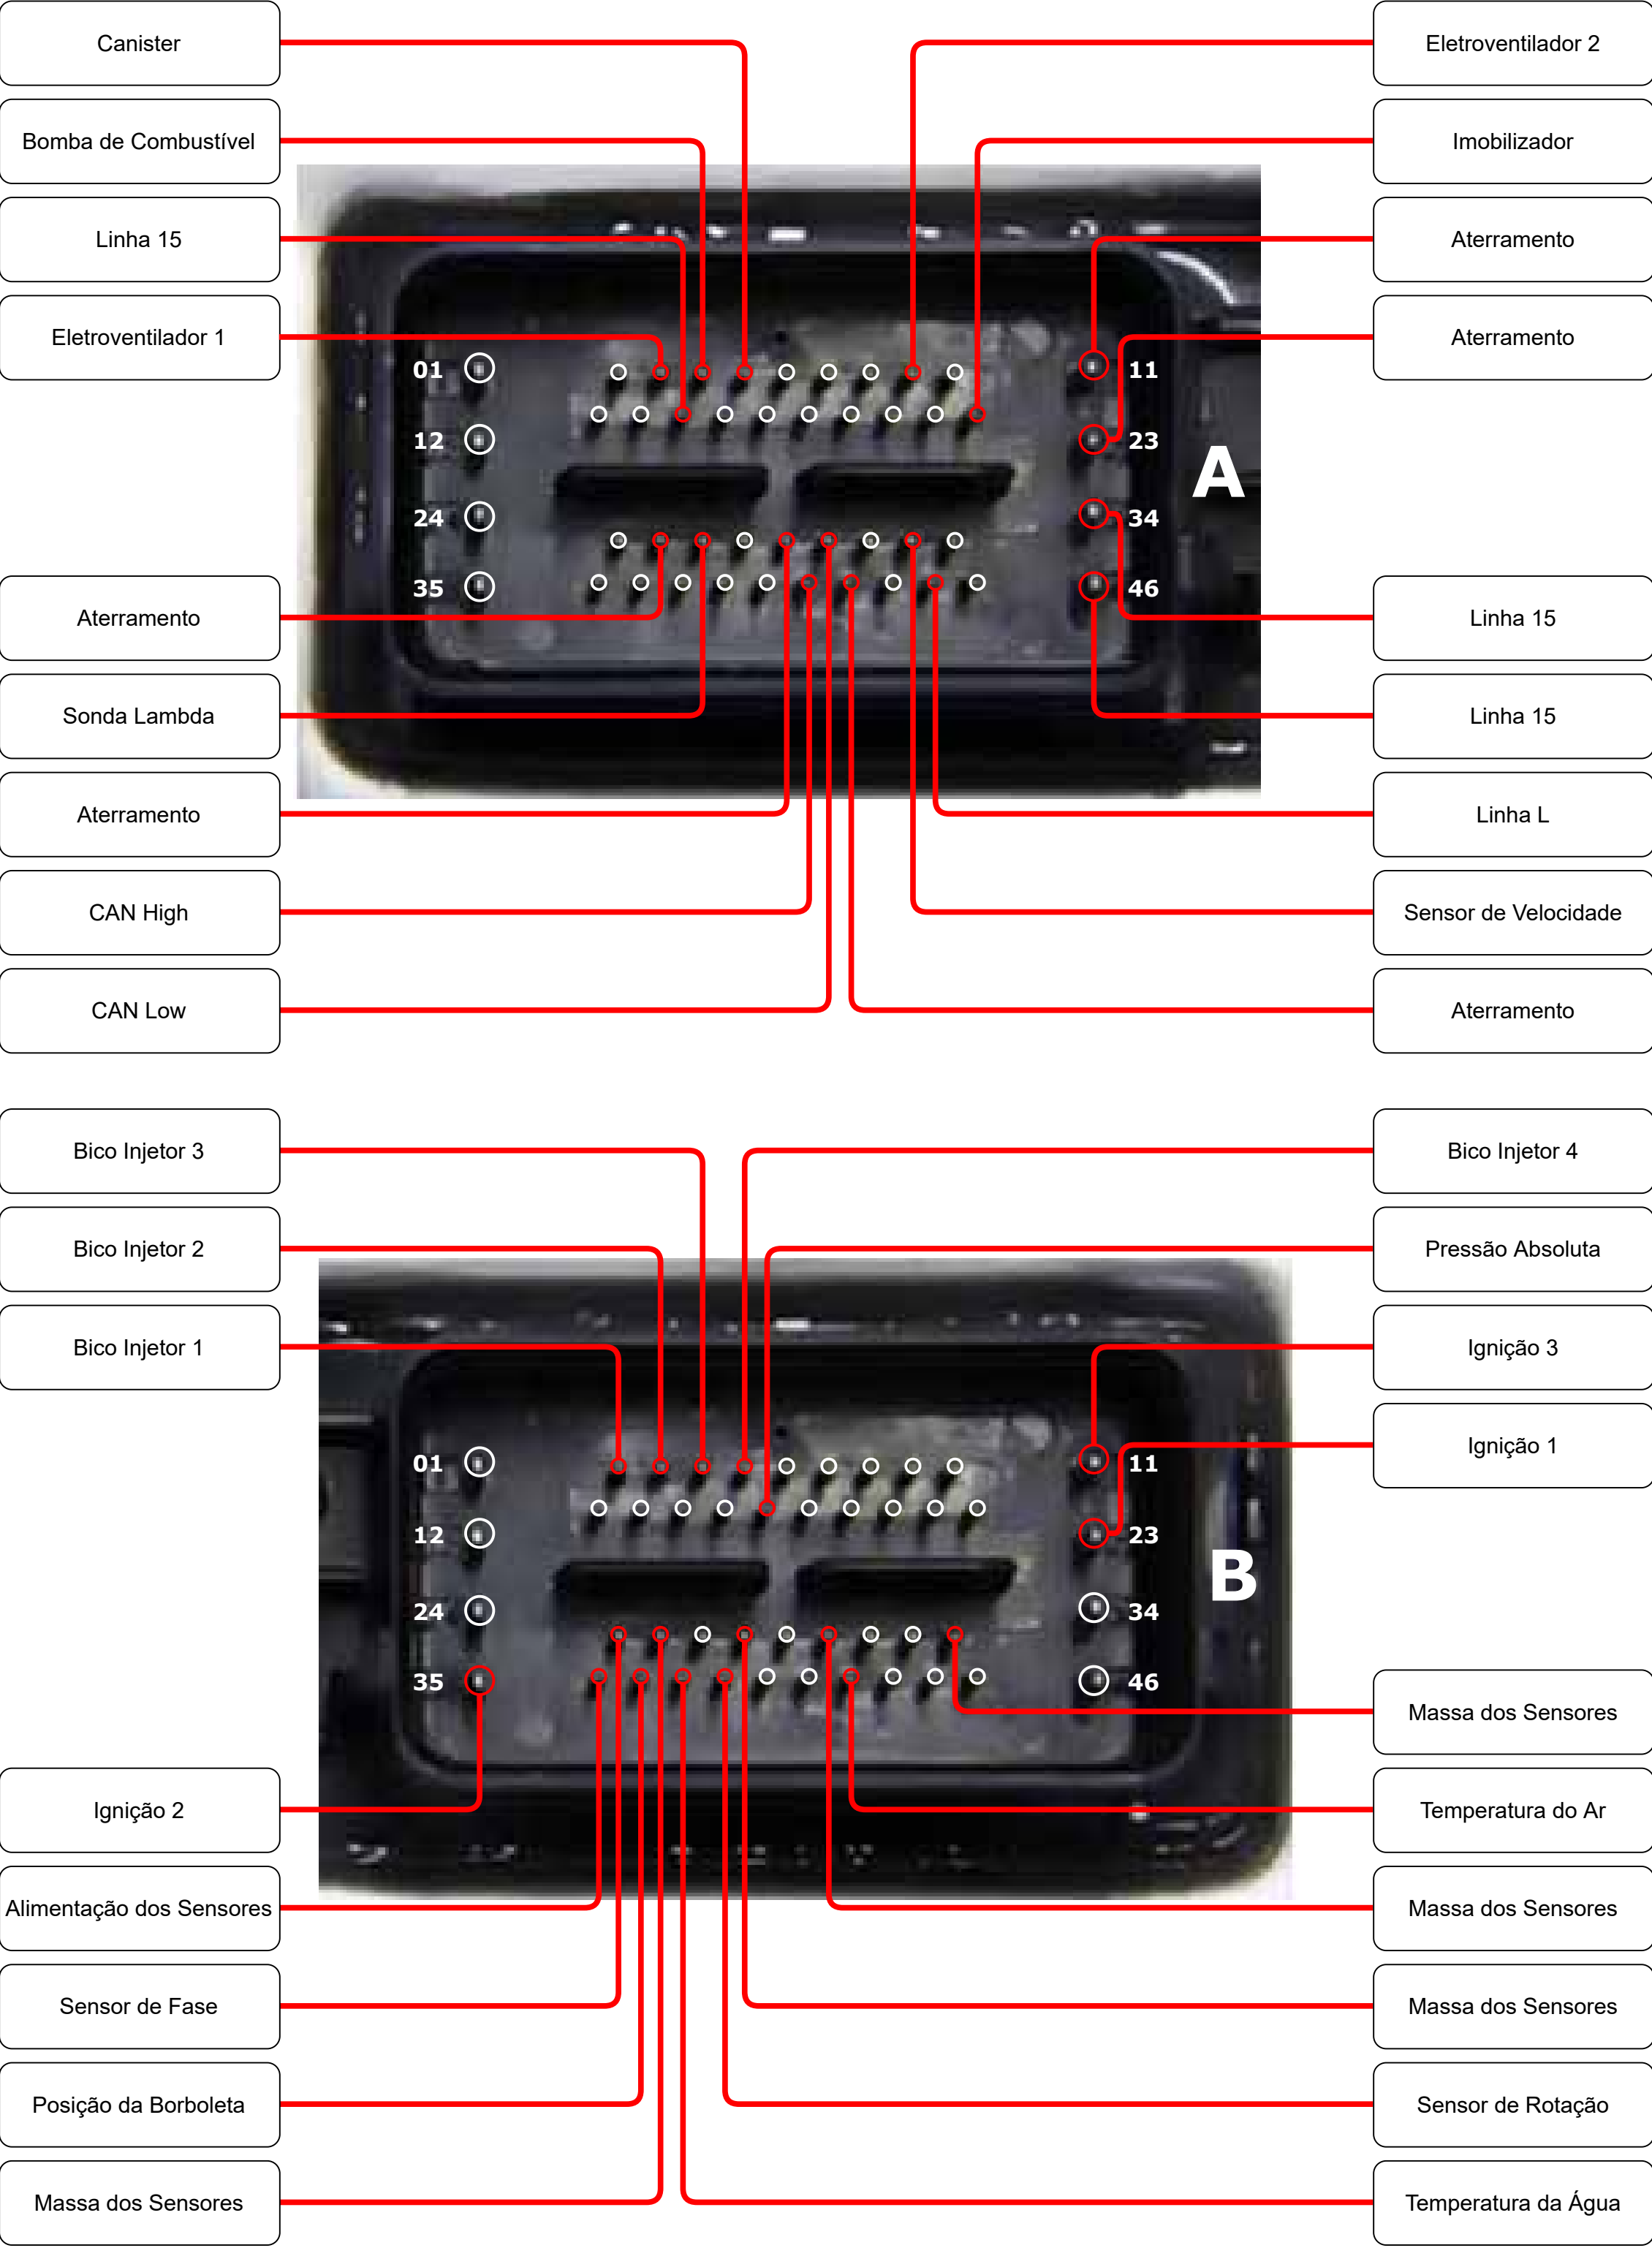 Canister
Eletroventilador 2
Bomba de Combustível
Imobilizador
Linha 15
Aterramento
Eletroventilador 1
Aterramento
01
11
12
23
A
24
34
35
46
Aterramento
Linha 15
Sonda Lambda
Linha 15
Aterramento
Linha L
CAN High
Sensor de Velocidade
CAN Low
Aterramento
Bico Injetor 3
Bico Injetor 4
Bico Injetor 2
Pressão Absoluta
Bico Injetor 1
Ignição 3
Ignição 1
01
11
12
23
B
24
34
35
46
Massa dos Sensores
Ignição 2
Temperatura do Ar
Alimentação dos Sensores
Massa dos Sensores
Sensor de Fase
Massa dos Sensores
Posição da Borboleta
Sensor de Rotação
Massa dos Sensores
Temperatura da Água